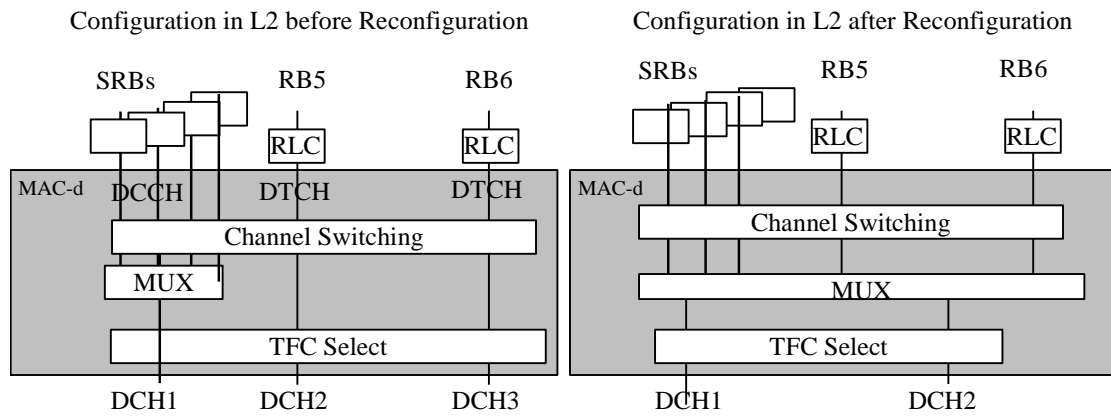 Configuration in L2 before Reconfiguration Configuration in L2 after Reconfiguration
SRBs RB5 RB6 SRBs RB5 RB6
RLC RLC RLC RLC
MAC-d DCCH DTCH DTCH MAC-d
Channel Switching Channel Switching
MUX MUX
TFC Select TFC Select
DCH1 DCH2 DCH3 DCH1 DCH2